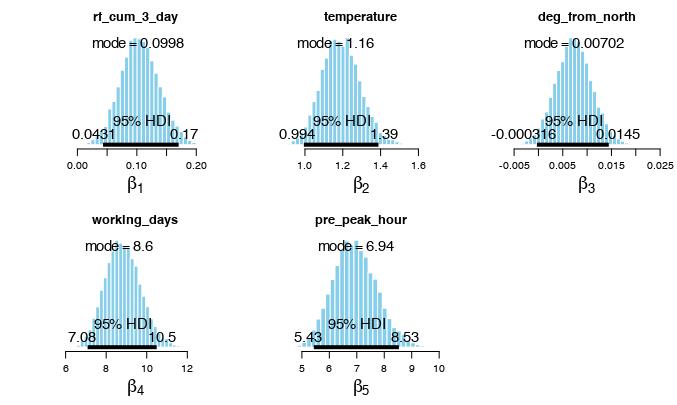 rf_cum_3_day
mode = 0.0998
95% HDI
0.0431 0.17
0.00 0.10 0.20
β1
temperature
mode = 1.16
95% HDI
0.994 1.39
1.0 1.2 1.4 1.6
β2
deg_from_north
mode = 0.00702
95% HDI
-0.000316 0.0145
-0.005 0.005 0.015 0.025
β3
working_days
mode = 8.6
95% HDI
7.08 10.5
6 8 10 12
β4
pre_peak_hour
mode = 6.94
95% HDI
5.43 8.53
5 6 7 8 9 10
β5